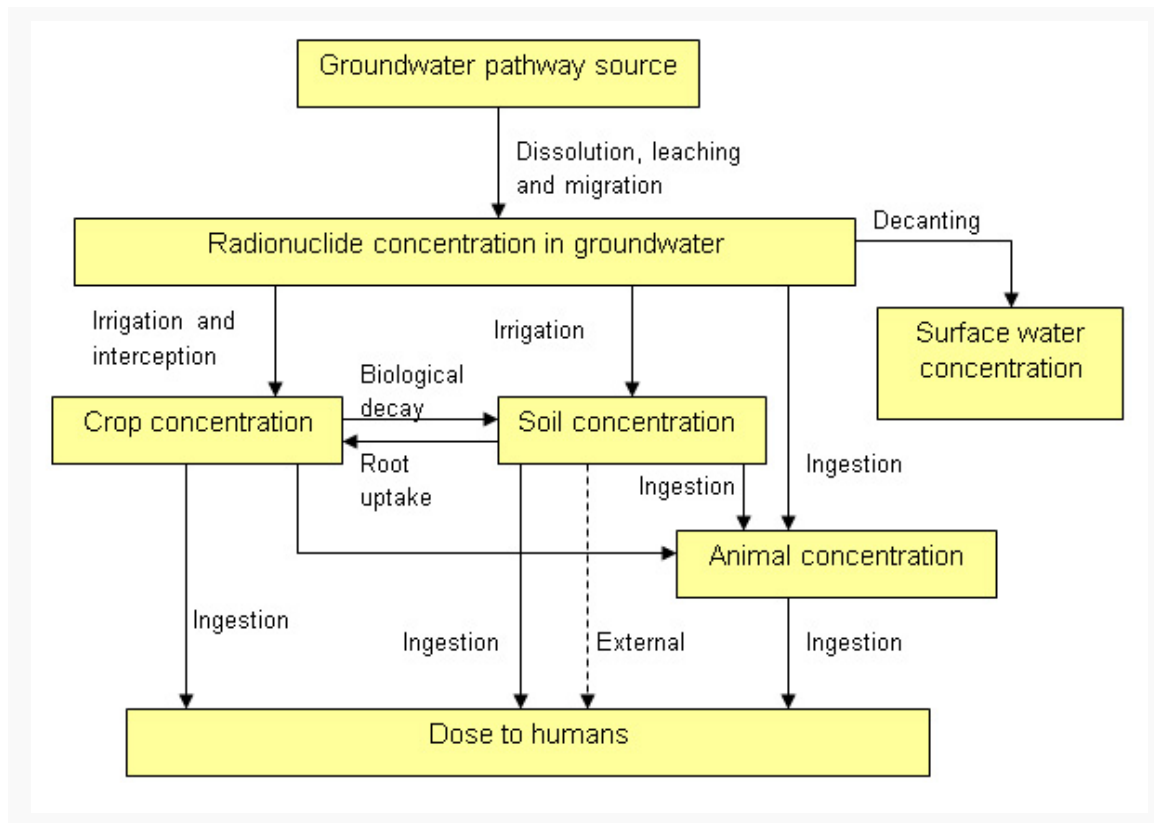 Groundwater pathway source
Dissolution, leaching
and migration
Radionuclide concentration in groundwater
Decanting
Irrigation and
interception
Irrigation
Surface water
concentration
Biological
decay
Crop concentration
Soil concentration
Root
uptake
Ingestion
Ingestion
Animal concentration
Ingestion
Ingestion
External
Ingestion
Dose to humans